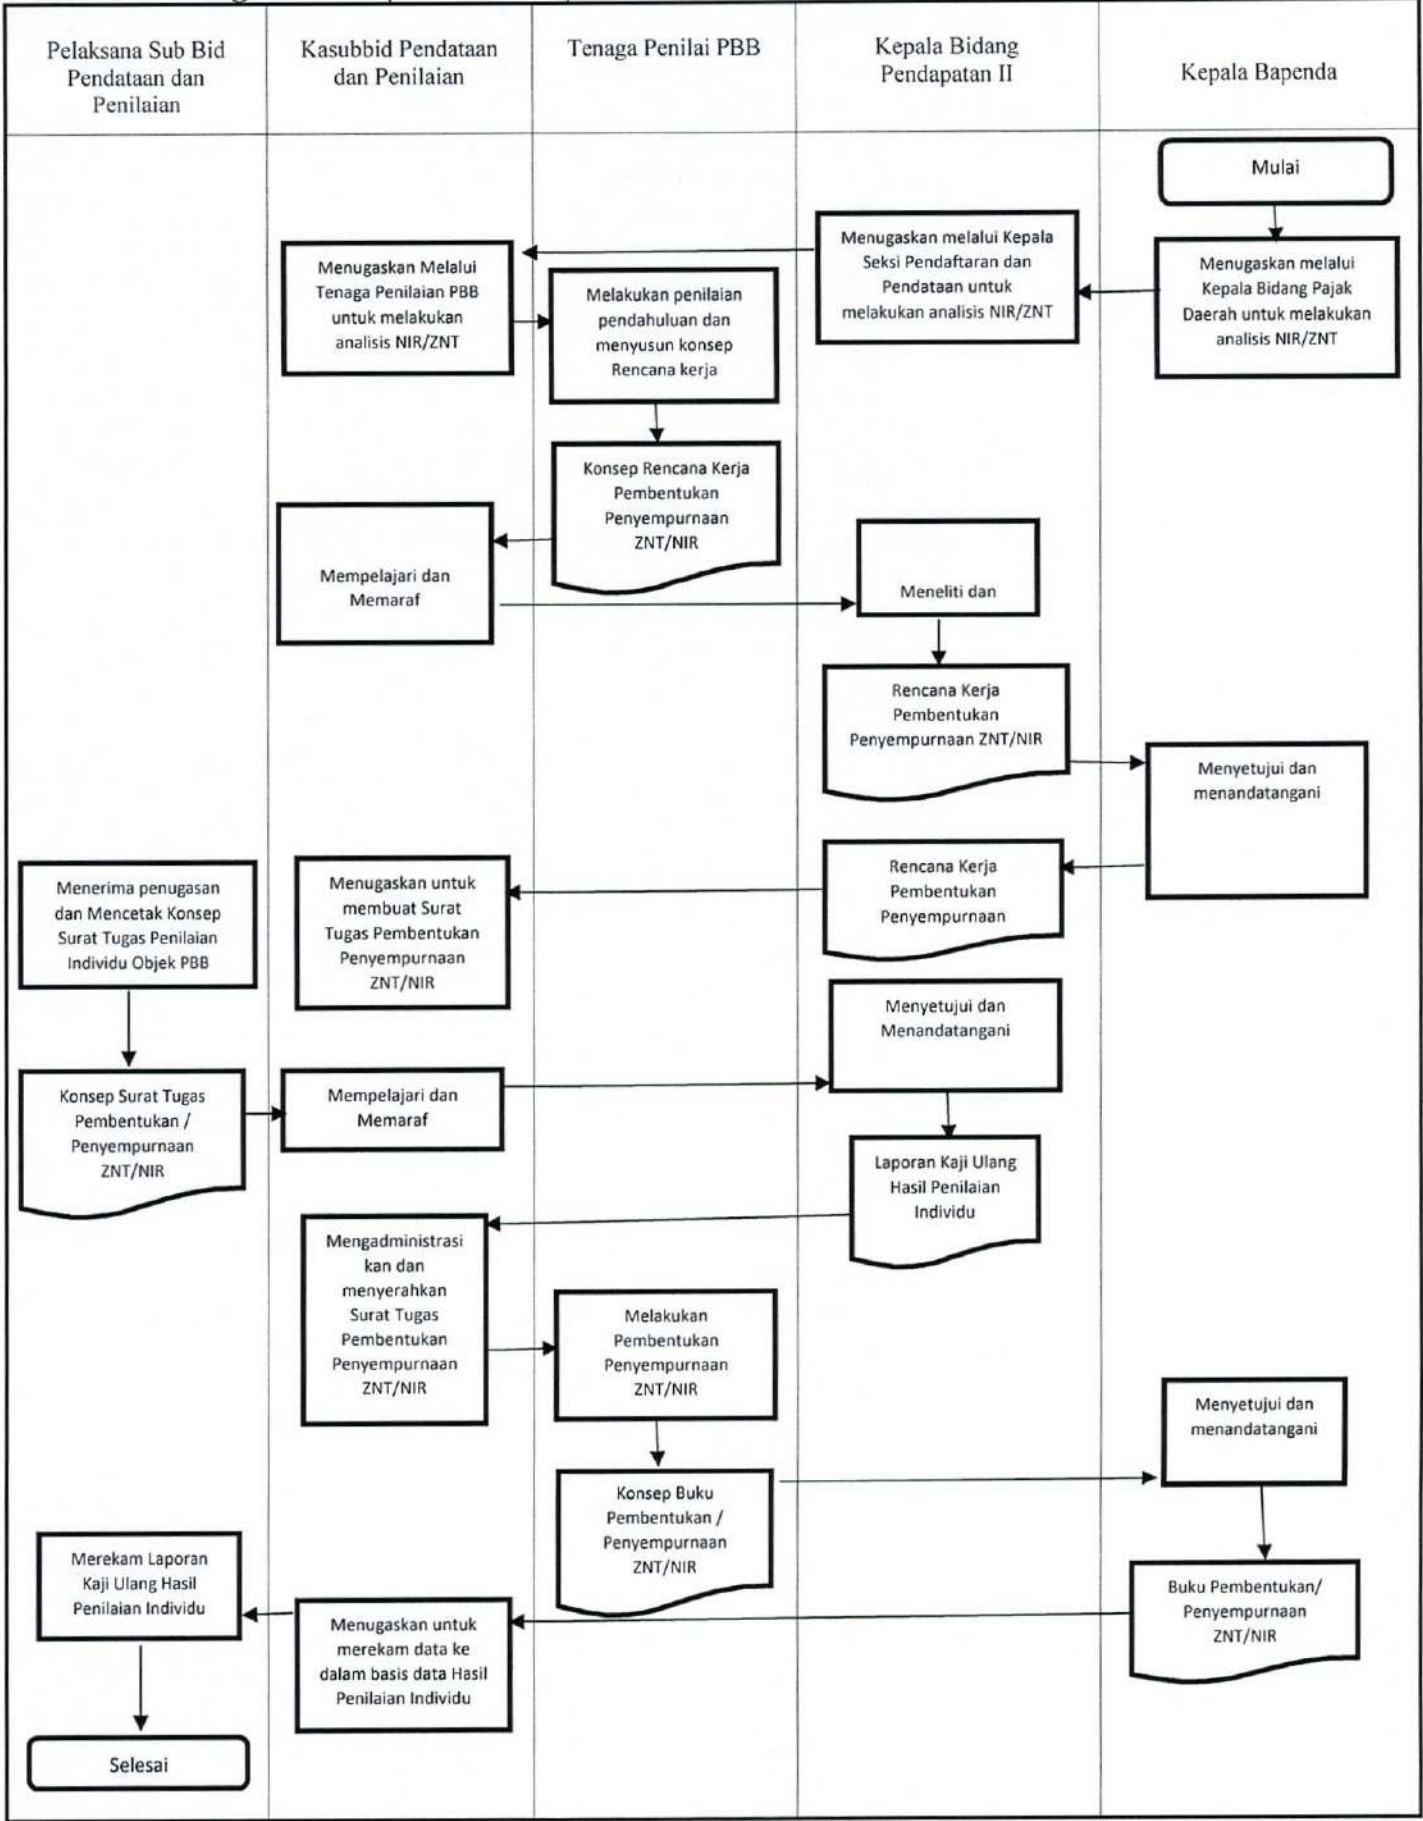 Pelaksana Sub Bid
Pendataan dan
Penilaian
Kasubbid Pendataan
dan Penilaian
Tenaga Penilai PBB
Kepala Bidang
Pendapatan II
Kepala Bapenda
Mulai
Menugaskan melalui
Kepala Bidang Pajak
Daerah untuk melakukan
analisis NIR/ZNT
Menugaskan melalui Kepala
Seksi Pendaftaran dan
Pendataan untuk
melakukan analisis NIR/ZNT
Menugaskan Melalui
Tenaga Penilaian PBB
untuk melakukan
analisis NIR/ZNT
Melakukan penilaian
pendahuluan dan
menyusun konsep
Rencana kerja
Konsep Rencana Kerja
Pembentukan
Penyempurnaan
ZNT/NIR
Mempelajari dan
Memaraf
Meneliti dan
Rencana Kerja
Pembentukan
Penyempurnaan ZNT/NIR
Menyetujui dan
menandatangani
Rencana Kerja
Pembentukan
Penyempurnaan
Menugaskan untuk
membuat Surat
Tugas Pembentukan
Penyempurnaan
ZNT/NIR
Menerima penugasan
dan Mencetak Konsep
Surat Tugas Penilaian
Individu Objek PBB
Konsep Surat Tugas
Pembentukan /
Penyempurnaan
ZNT/NIR
Mempelajari dan
Memaraf
Menyetujui dan
Menandatangani
Laporan Kaji Ulang
Hasil Penilaian
Individu
Mengadministrasi
kan dan
menyerahkan
Surat Tugas
Pembentukan
Penyempurnaan
ZNT/NIR
Melakukan
Pembentukan
Penyempurnaan
ZNT/NIR
Konsep Buku
Pembentukan /
Penyempurnaan
ZNT/NIR
Menyetujui dan
menandatangani
Buku Pembentukan/
Penyempurnaan
ZNT/NIR
Menugaskan untuk
merekam data ke
dalam basis data Hasil
Penilaian Individu
Merekam Laporan
Kaji Ulang Hasil
Penilaian Individu
Selesai